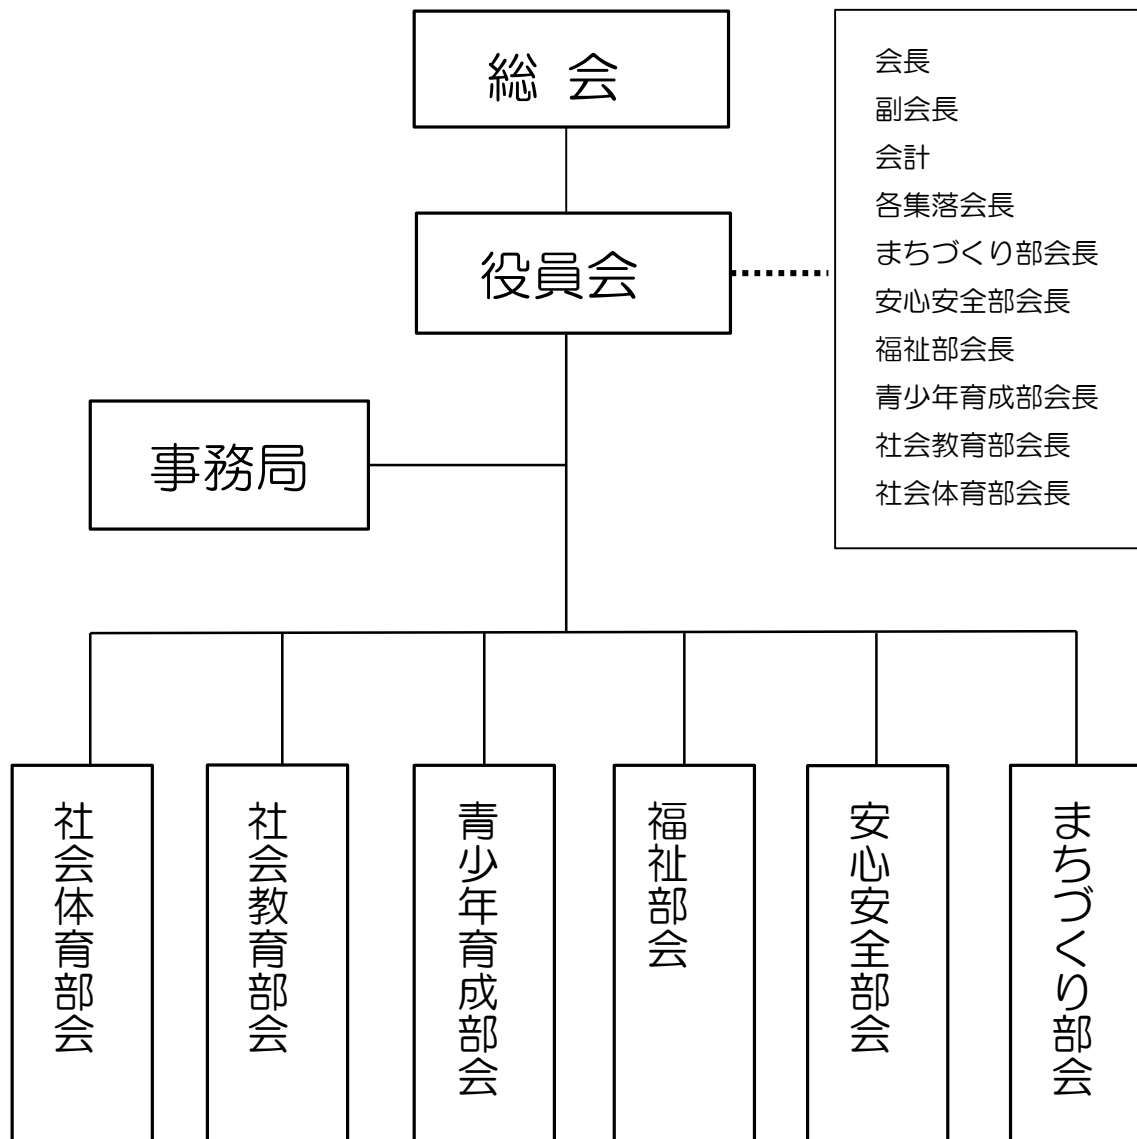 総 会
会長
副会長
会計
各集落会長
まちづくり部会長
安心安全部会長
福祉部会長
青少年育成部会長
社会教育部会長
社会体育部会長
役員会
事務局
まちづくり部会
安心安全部会
福祉部会
青少年育成部会
社会教育部会
社会体育部会